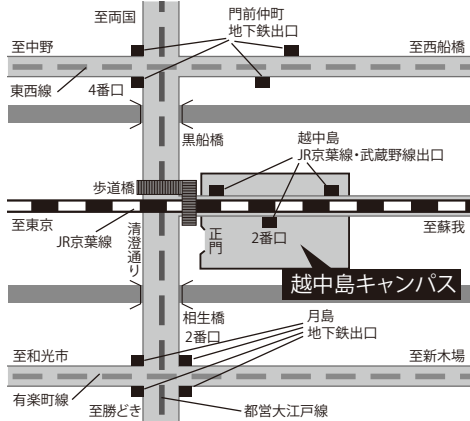 至両国
門前仲町
地下鉄出口
至中野
至西船橋
東西線
4番口
黒船橋
越中島
JR京葉線・武蔵野線出口
歩道橋
至東京
至蘇我
JR京葉線
清澄通り
正門
2番口
越中島キャンパス
相生橋
2番口
月島
地下鉄出口
至和光市
至新木場
有楽町線
至勝どき
都営大江戸線